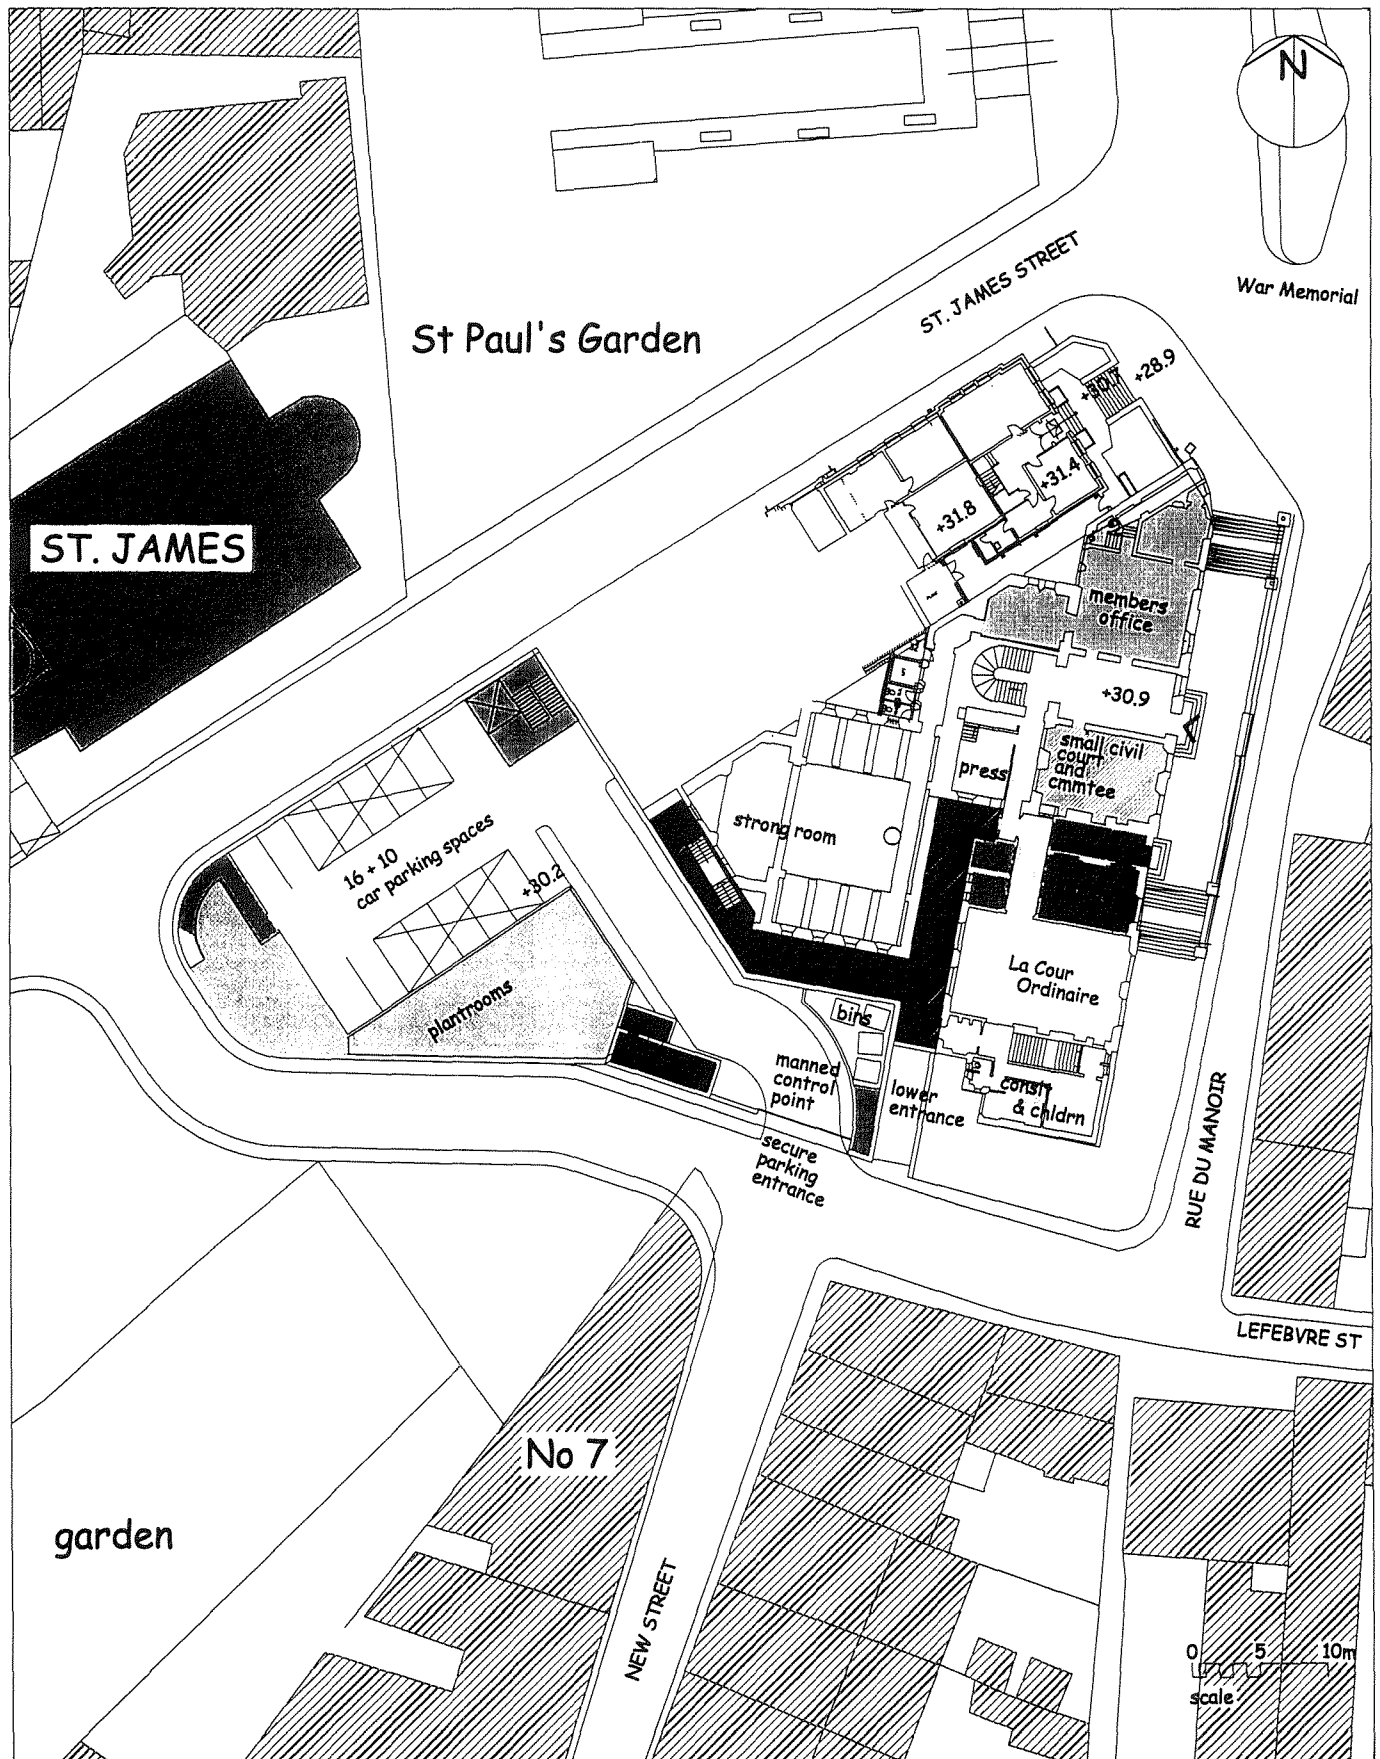 N
War Memorial
ST. JAMES STREET
St Paul's Garden
+28.9
+31.4
+31.8
ST. JAMES
members
office
+30.9
small civil
court
and
cmmtee
press
strong room
16 + 10
car parking spaces
+30.2
La Cour
Ordinaire
plantrooms
bins
manned
control
point
lower
entrance
const
& chldrn
secure
parking
entrance
RUE DU MANOIR
LEFEBVRE ST
No 7
garden
NEW STREET
0 5 10m
scale